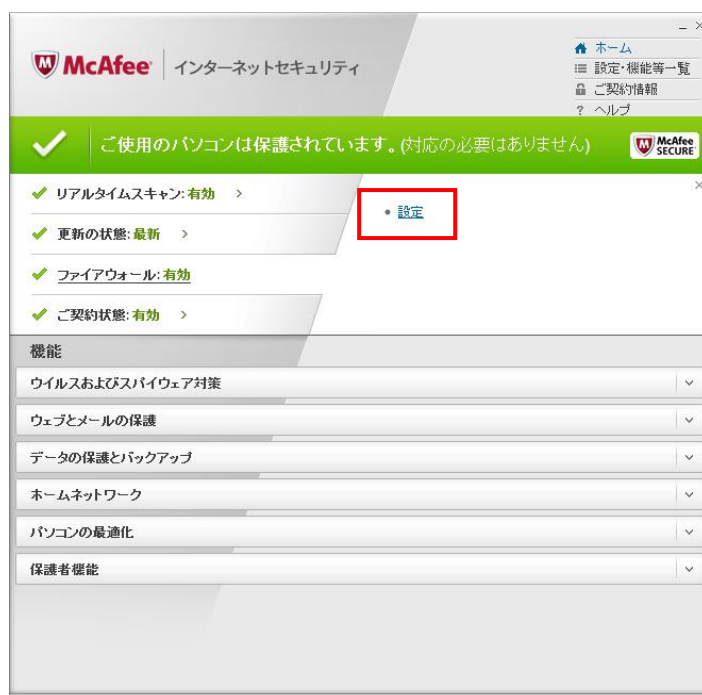 McAfee インターネットセキュリティ
ホーム
設定・機能等一覧
ご契約情報
? ヘルプ
ご使用のパソコンは保護されています。(対応の必要はありません)
McAfee SECURE
リアルタイムスキャン: 有効
• 設定
更新の状態: 最新
ファイアウォール: 有効
ご契約状態: 有効
機能
ウイルスおよびスパイウェア対策
ウェブとメールの保護
データの保護とバックアップ
ホームネットワーク
パソコンの最適化
保護者機能